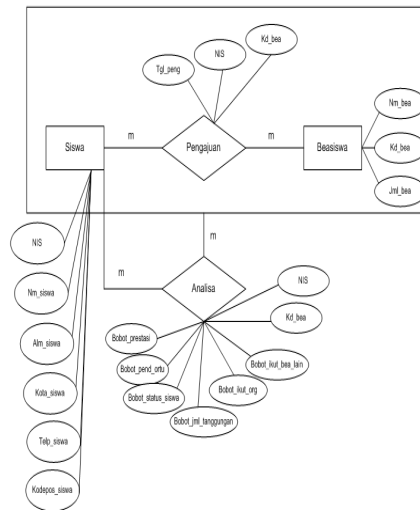 Kd_bea
NIS
Tgl_peng
Nm_bea
Siswa
m
Pengajuan
m
Beasiswa
Kd_bea
Jml_bea
NIS
m
m
Analisa
NIS
Nm_siswa
Kd_bea
Bobot_prestasi
Alm_siswa
Bobot_pend_ortu
Bobot_ikut_bea_lain
Kota_siswa
Bobot_status_siswa
Bobot_ikut_org
Bobot_jml_tanggungan
Telp_siswa
Kodepos_siswa